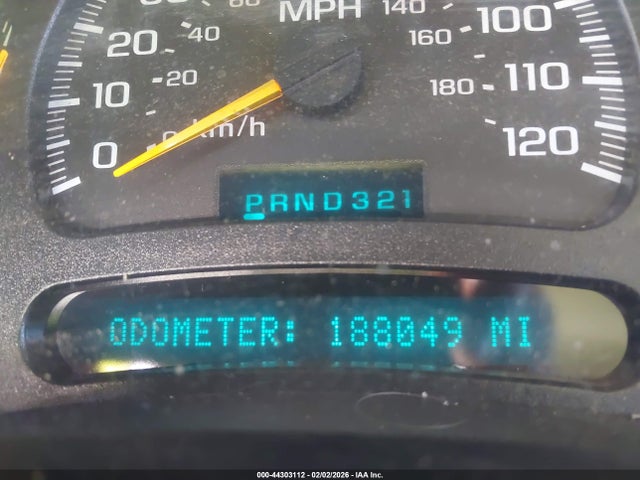 MPH 140
20 40 160 100
10 20 180 110
0 km/h 120
PRND321
ODOMETER: 188049 MI
000-44303112 - 02/02/2026 - IAA Inc.